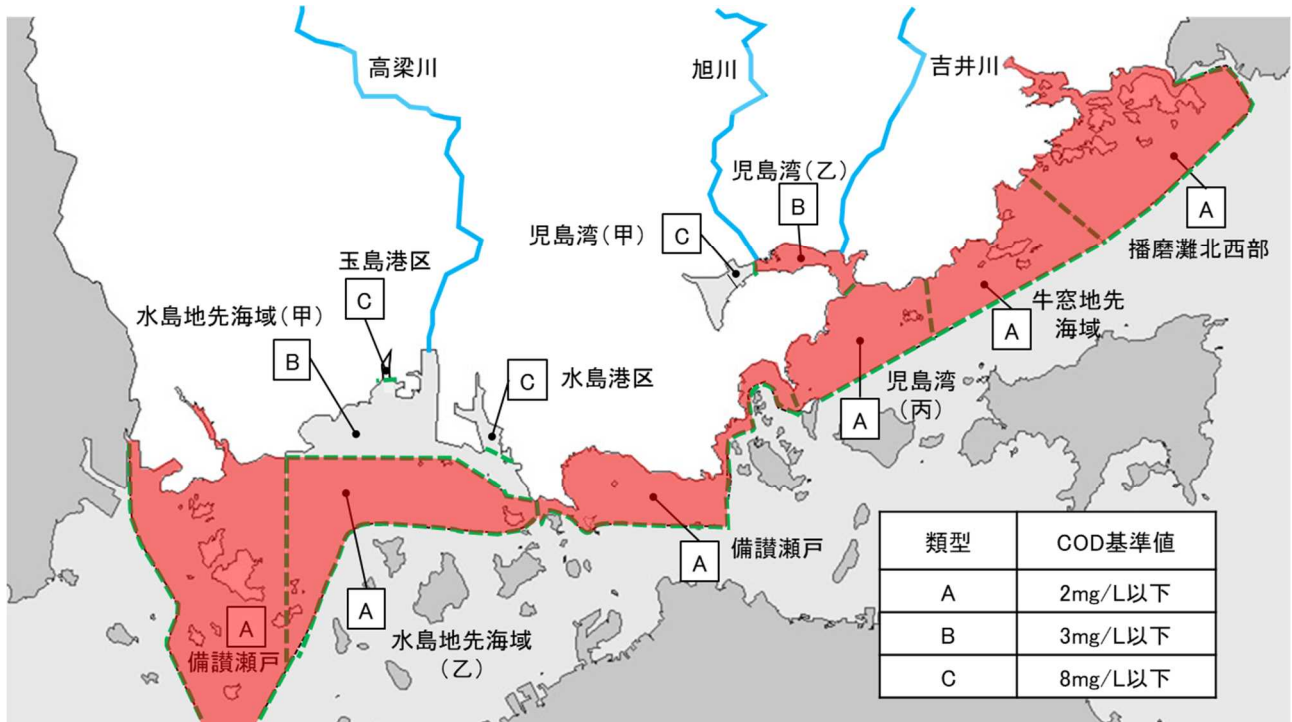 高梁川
旭川
吉井川
児島湾(乙)
B
児島湾(甲)
C
A
播磨灘北西部
玉島港区
C
水島地先海域(甲)
B
C
水島港区
A
牛窓地先
海域
A
児島湾
(丙)
A
備讃瀬戸
A
水島地先海域
(乙)
A
備讃瀬戸
類型 COD基準値
A 2mg/L以下
B 3mg/L以下
C 8mg/L以下